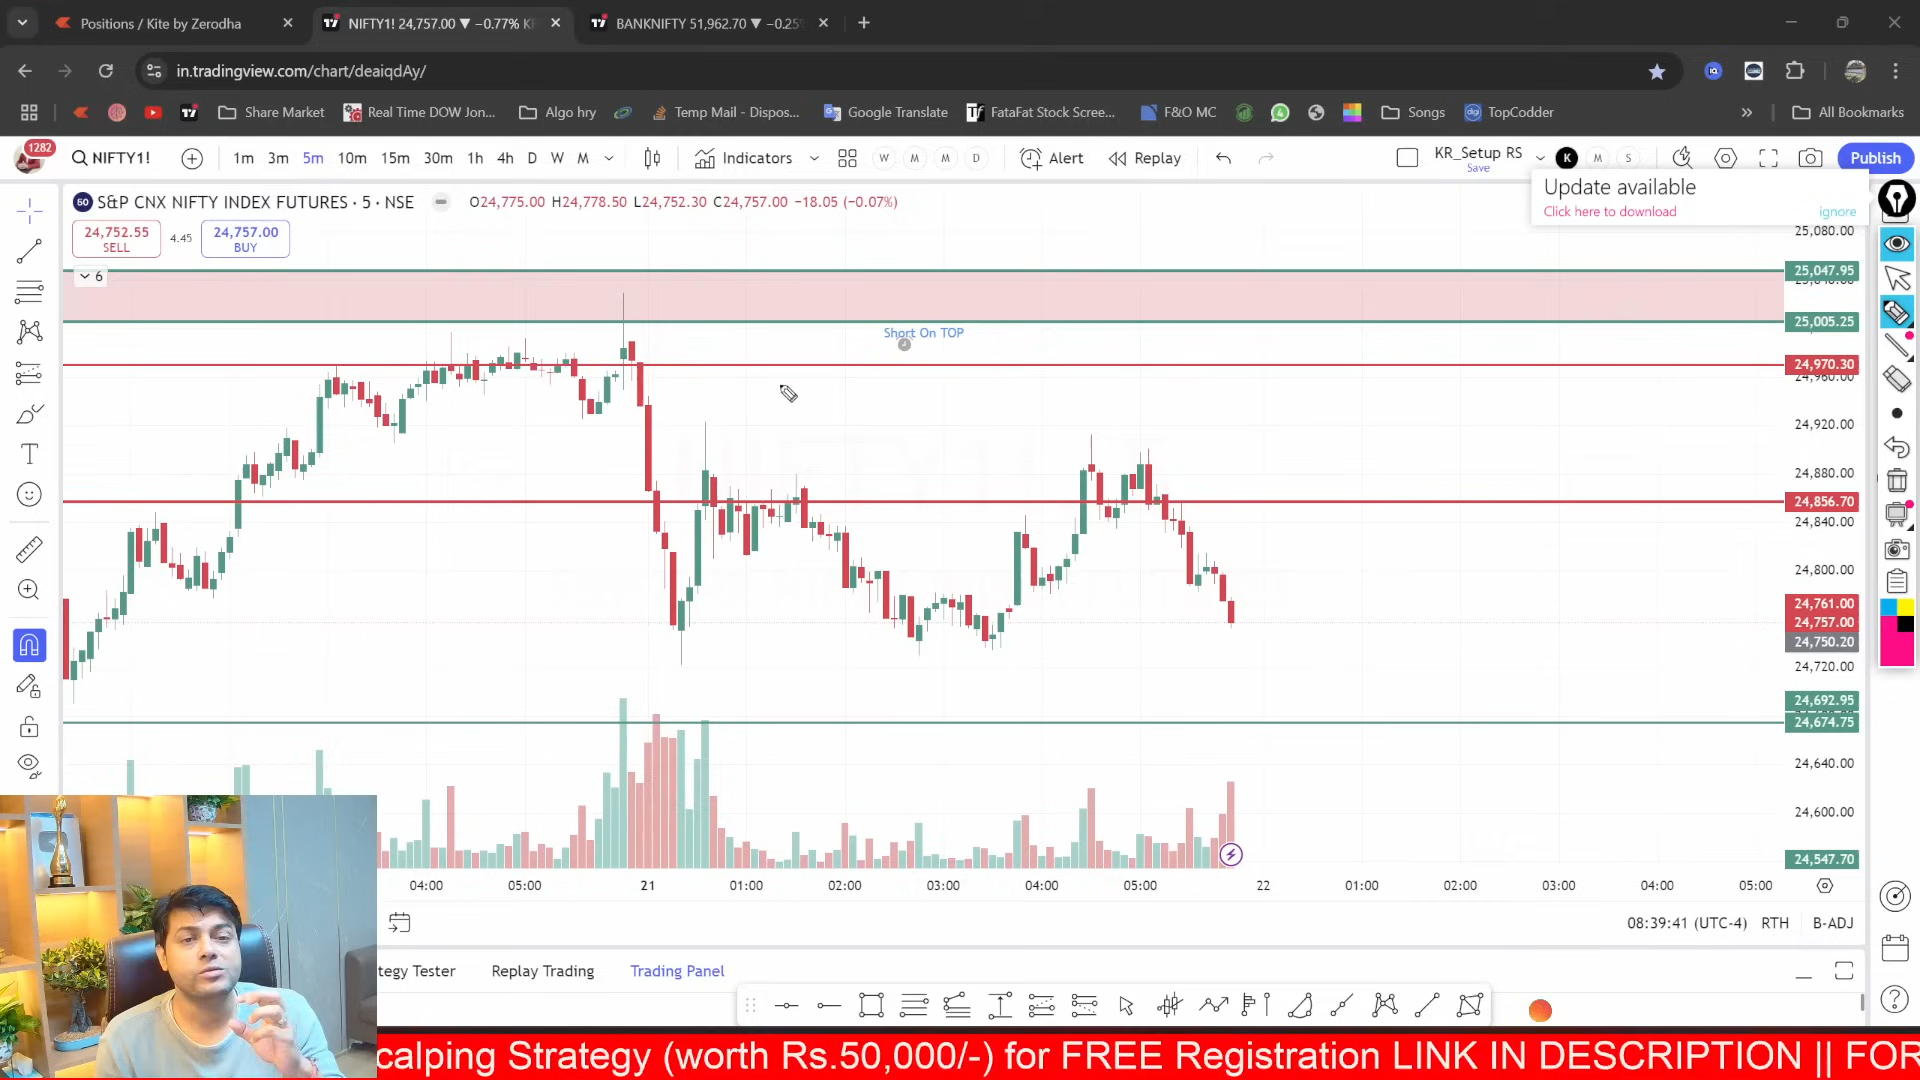 Positions / Kite by Zerodha
NIFTY1! 24,757.00 ▼ −0.77% K
BANKNIFTY 51,962.70 ▼ −0.25
in.tradingview.com/chart/deaiqdAy/
Share Market
Real Time DOW Jon...
Algo hry
Temp Mail - Dispos...
Google Translate
FataFat Stock Scree...
F&O MC
Songs
TopCoder
All Bookmarks
1282
NIFTY1!
1m 3m 5m 10m 15m 30m 1h 4h D W M
Indicators
W M M D
Alert
Replay
KR_Setup RS
Save
K M S
Publish
Update available
Click here to download
ignore
50
S&P CNX NIFTY INDEX FUTURES · 5 · NSE
O24,775.00 H24,778.50 L24,752.30 C24,757.00 −18.05 (−0.07%)
24,752.55
SELL
4.45
24,757.00
BUY
6
Short On TOP
25,080.00
25,047.95
25,005.25
24,970.30
24,960.00
24,920.00
24,880.00
24,856.70
24,840.00
24,800.00
24,761.00
24,757.00
24,750.20
24,720.00
24,692.95
24,674.75
24,640.00
24,600.00
24,547.70
04:00 05:00 21 01:00 02:00 03:00 04:00 05:00 22 01:00 02:00 03:00 04:00 05:00
08:39:41 (UTC-4) RTH B-ADJ
tegy Tester
Replay Trading
Trading Panel
calping Strategy (worth Rs.50,000/-) for FREE Registration LINK IN DESCRIPTION || FOR